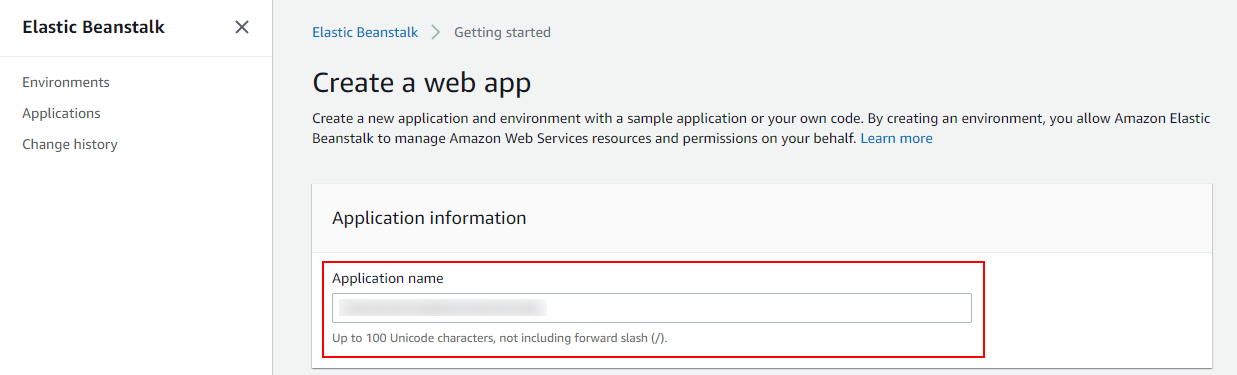 Elastic Beanstalk
Environments
Applications
Change history
Elastic Beanstalk > Getting started
Create a web app
Create a new application and environment with a sample application or your own code. By creating an environment, you allow Amazon Elastic
Beanstalk to manage Amazon Web Services resources and permissions on your behalf. Learn more
Application information
Application name
Up to 100 Unicode characters, not including forward slash (/).